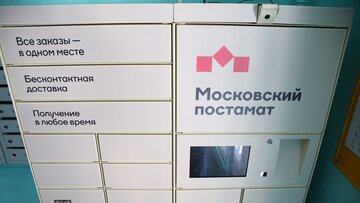 Все заказы —
в одном месте
Бесконтактная
доставка
Получение
в любое время
Московский
постамат